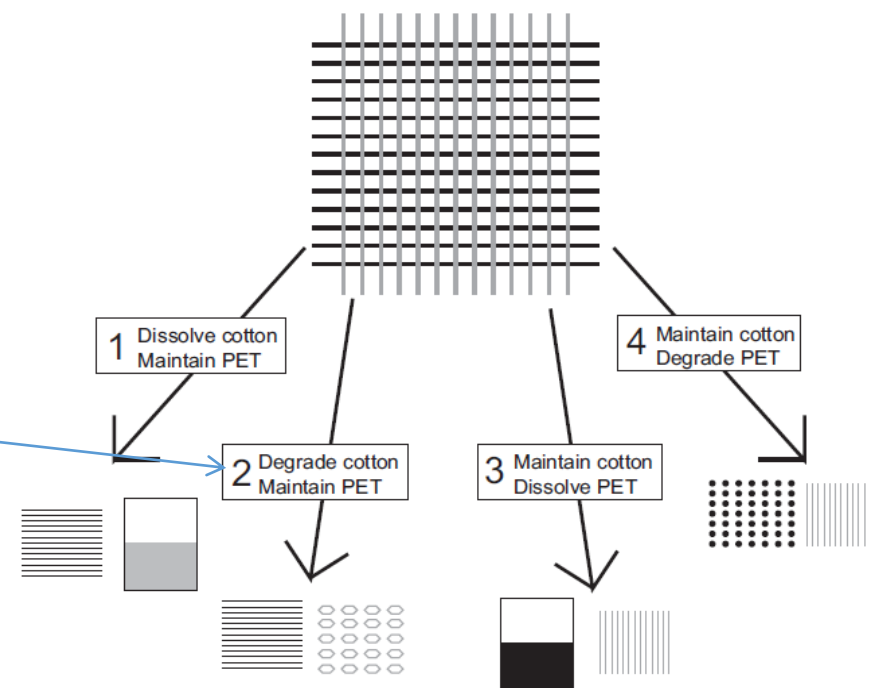 1 Dissolve cotton
Maintain PET
4 Maintain cotton
Degrade PET
2 Degrade cotton
Maintain PET
3 Maintain cotton
Dissolve PET